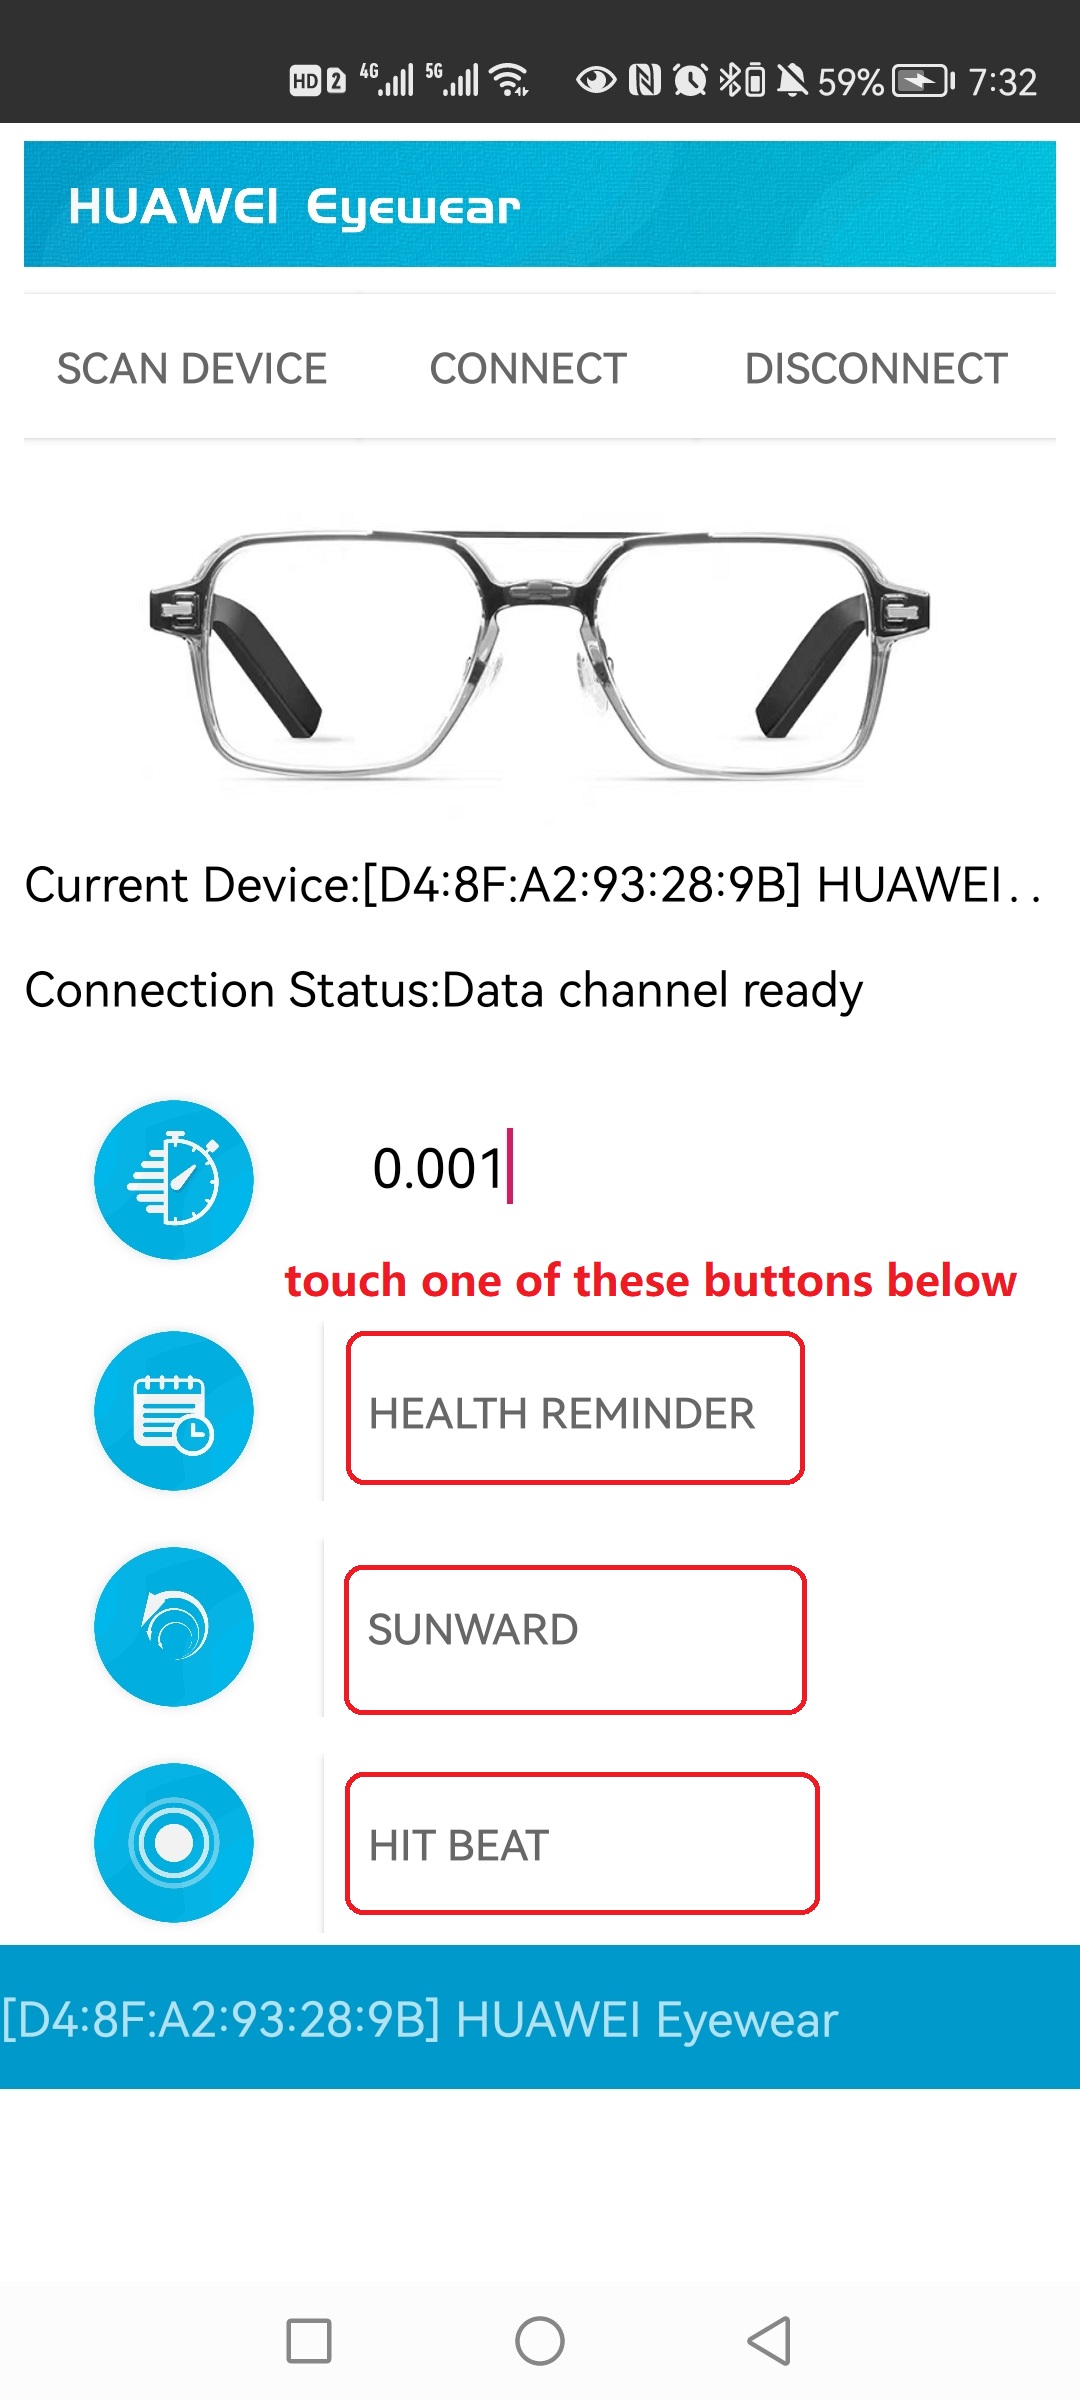 HD 2 4G 5G 59% 7:32
HUAWEI Eyewear
SCAN DEVICE CONNECT DISCONNECT
Current Device:[D4:8F:A2:93:28:9B] HUAWEI. .
Connection Status:Data channel ready
0.001
touch one of these buttons below
HEALTH REMINDER
SUNWARD
HIT BEAT
[D4:8F:A2:93:28:9B] HUAWEI Eyewear